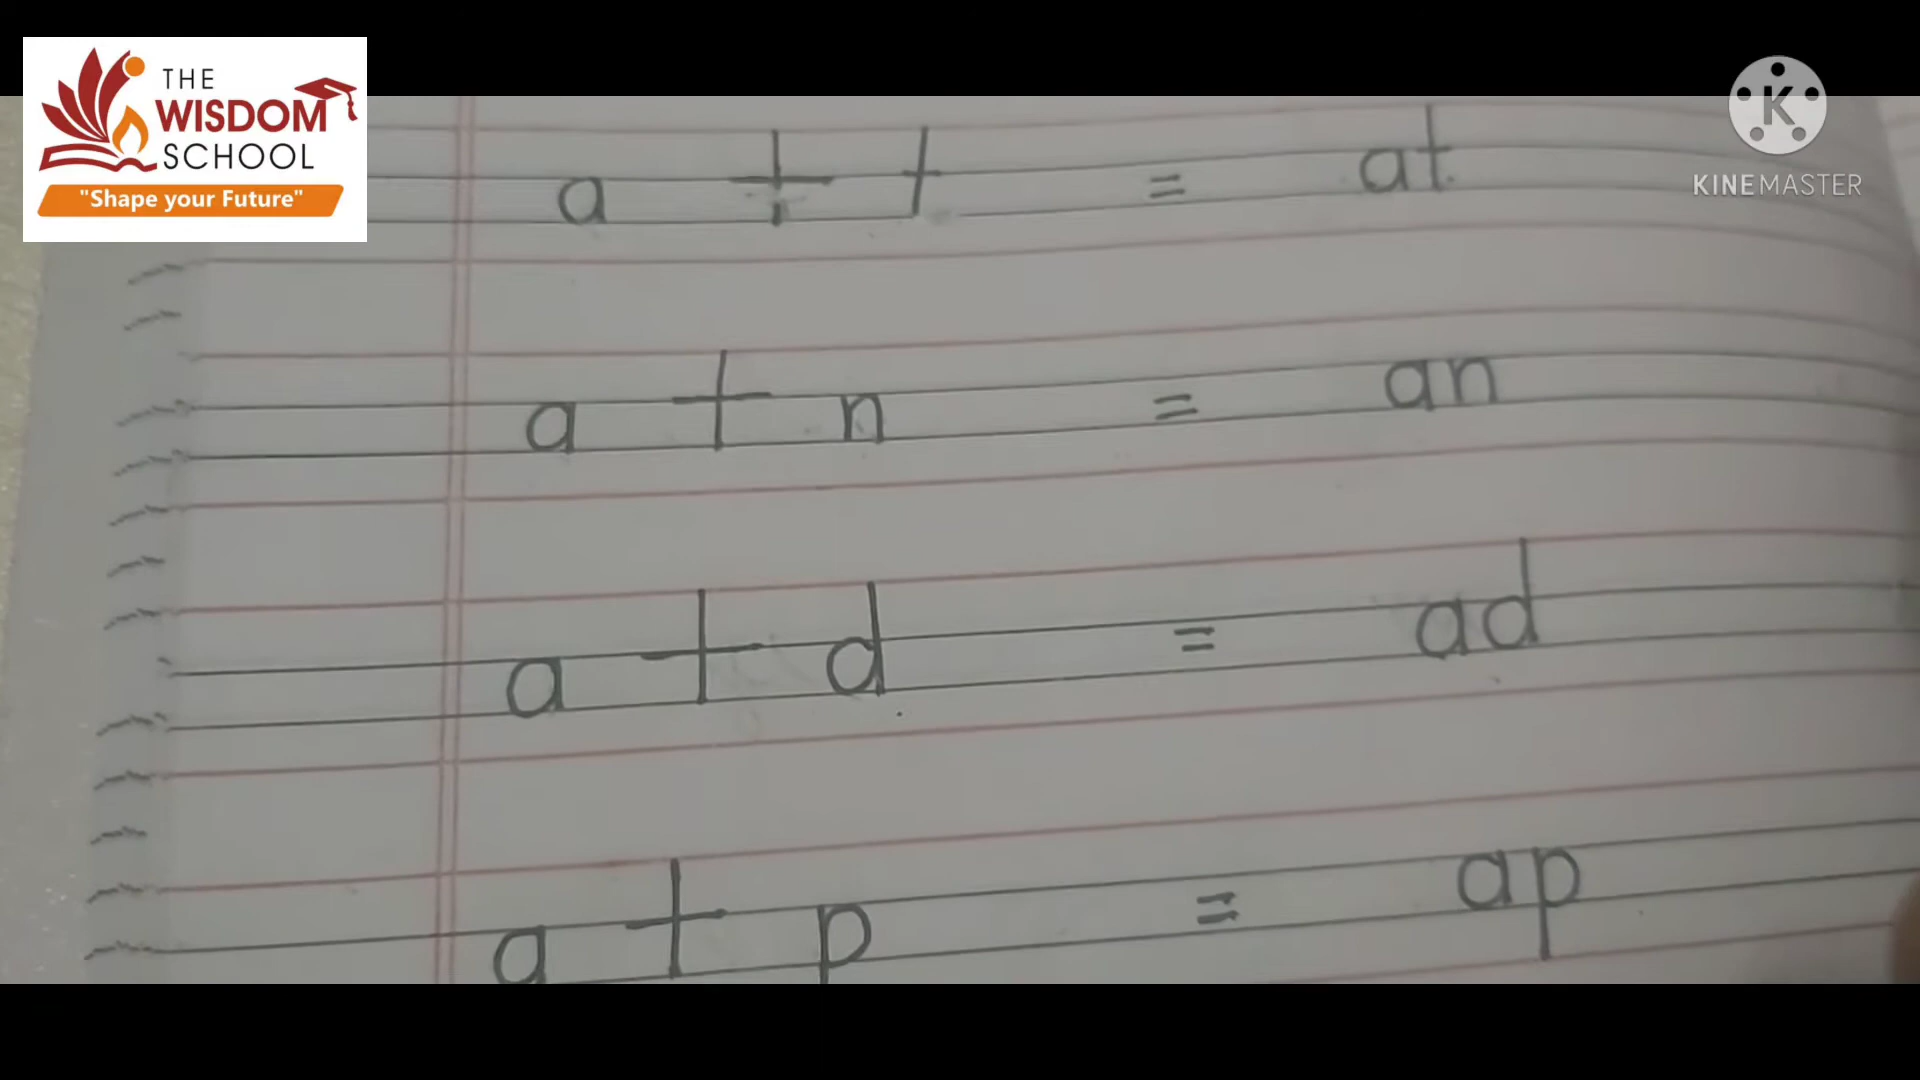 THE
WISDOM
SCHOOL
"Shape your Future"
K
KINEMASTER
a + t = at
a + n = an
a + d = ad
a + p = ap